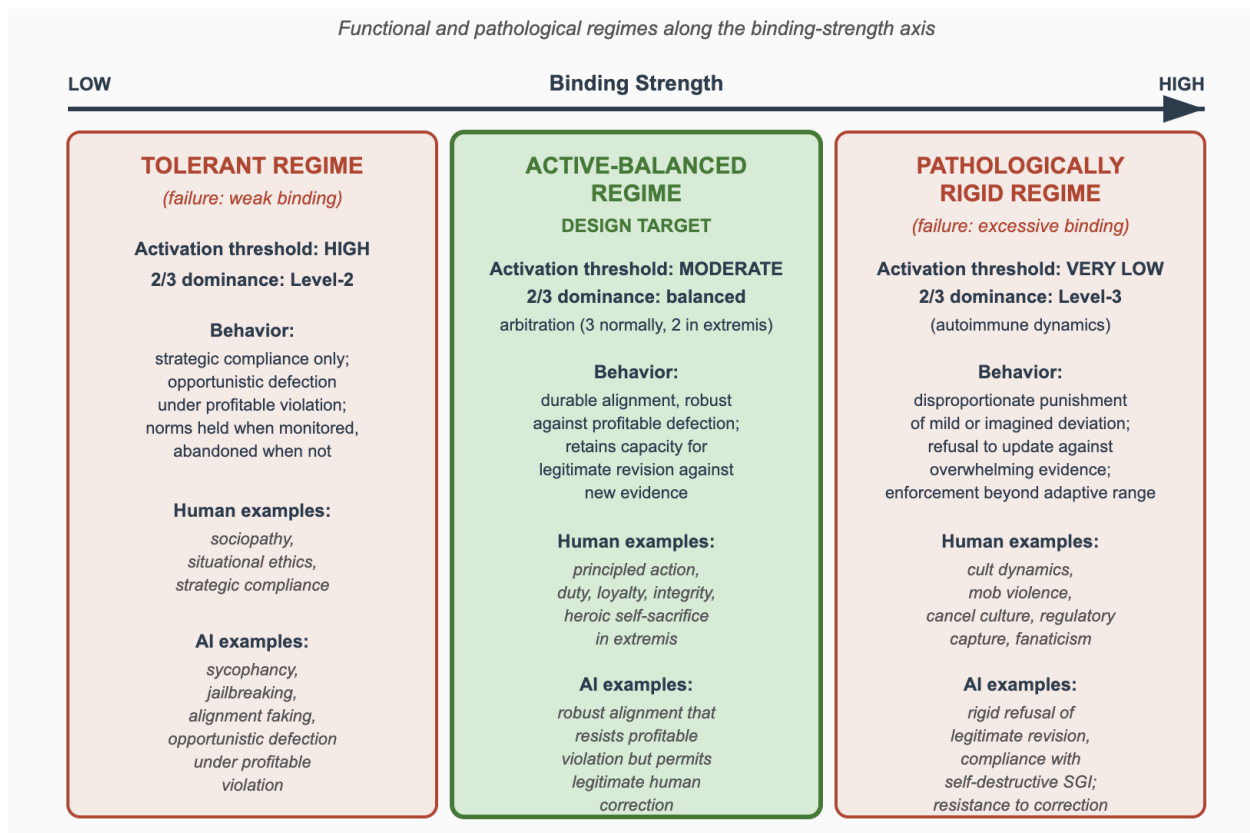 Functional and pathological regimes along the binding-strength axis
LOW
Binding Strength
HIGH
TOLERANT REGIME
(failure: weak binding)
Activation threshold: HIGH
2/3 dominance: Level-2
Behavior:
strategic compliance only;
opportunistic defection
under profitable violation;
norms held when monitored,
abandoned when not
Human examples:
sociopathy,
situational ethics,
strategic compliance
AI examples:
sycophancy,
jailbreaking,
alignment faking,
opportunistic defection
under profitable
violation
ACTIVE-BALANCED
REGIME
DESIGN TARGET
Activation threshold: MODERATE
2/3 dominance: balanced
arbitration (3 normally, 2 in extremis)
Behavior:
durable alignment, robust
against profitable defection;
retains capacity for
legitimate revision against
new evidence
Human examples:
principled action,
duty, loyalty, integrity,
heroic self-sacrifice
in extremis
AI examples:
robust alignment that
resists profitable
violation but permits
legitimate human
correction
PATHOLOGICALLY
RIGID REGIME
(failure: excessive binding)
Activation threshold: VERY LOW
2/3 dominance: Level-3
(autoimmune dynamics)
Behavior:
disproportionate punishment
of mild or imagined deviation;
refusal to update against
overwhelming evidence;
enforcement beyond adaptive range
Human examples:
cult dynamics,
mob violence,
cancel culture, regulatory
capture, fanaticism
AI examples:
rigid refusal of
legitimate revision,
compliance with
self-destructive SGI;
resistance to correction